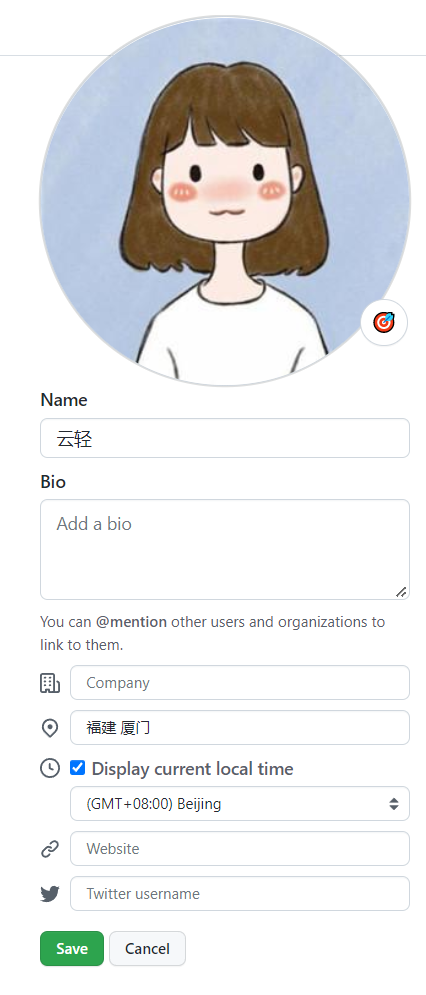 Name
云轻
Bio
Add a bio
You can @mention other users and organizations to
link to them.
Company
福建 厦门
Display current local time
(GMT+08:00) Beijing
Website
Twitter username
Save Cancel